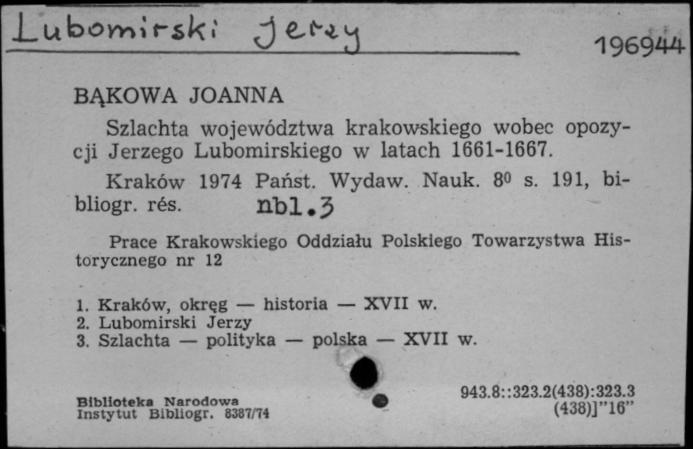 Lubomirski Jerzy
196944
BĄKOWA JOANNA
Szlachta województwa krakowskiego wobec opozy-
cji Jerzego Lubomirskiego w latach 1661-1667.
Kraków 1974 Państ. Wydaw. Nauk. 8⁰ s. 191, bi-
bliogr. rés. nbl.3
Prace Krakowskiego Oddziału Polskiego Towarzystwa His-
torycznego nr 12
1. Kraków, okręg — historia — XVII w.
2. Lubomirski Jerzy
3. Szlachta — polityka — polska — XVII w.
Biblioteka Narodowa
Instytut Bibliogr. 8387/74
943.8::323.2(438):323.3
(438)]”16”